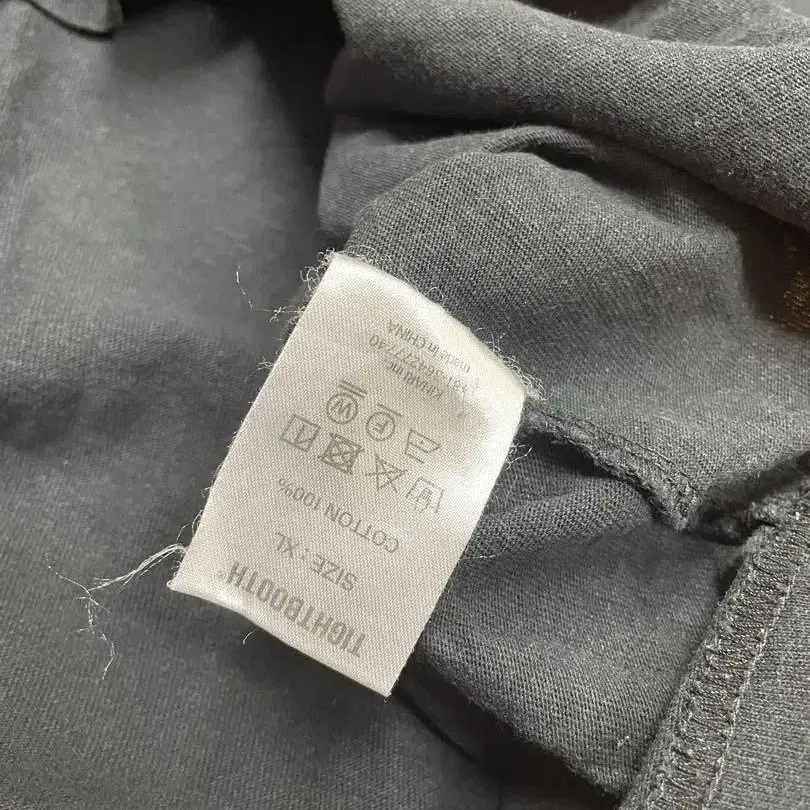 TIGHTBOOTH®
SIZE : XL
COTTON 100%
W
F
made in CHINA